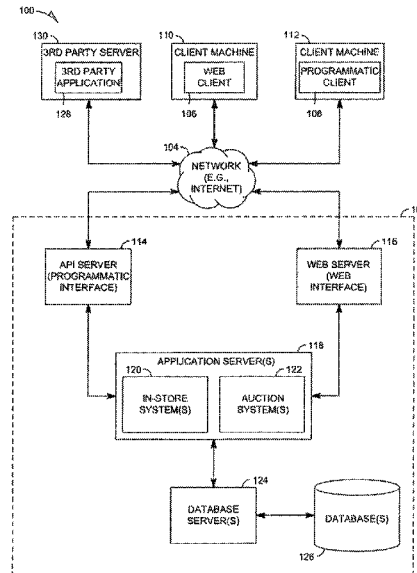 100
130
110
112
3RD PARTY SERVER
CLIENT MACHINE
CLIENT MACHINE
3RD PARTY
APPLICATION
WEB
CLIENT
PROGRAMMATIC
CLIENT
128
106
108
104
NETWORK
(E.G.,
INTERNET)
114
116
API SERVER
(PROGRAMMATIC
INTERFACE)
WEB SERVER
(WEB
INTERFACE)
118
APPLICATION SERVER(S)
120
122
IN-STORE
SYSTEM(S)
AUCTION
SYSTEM(S)
124
DATABASE
SERVER(S)
DATABASE(S)
126